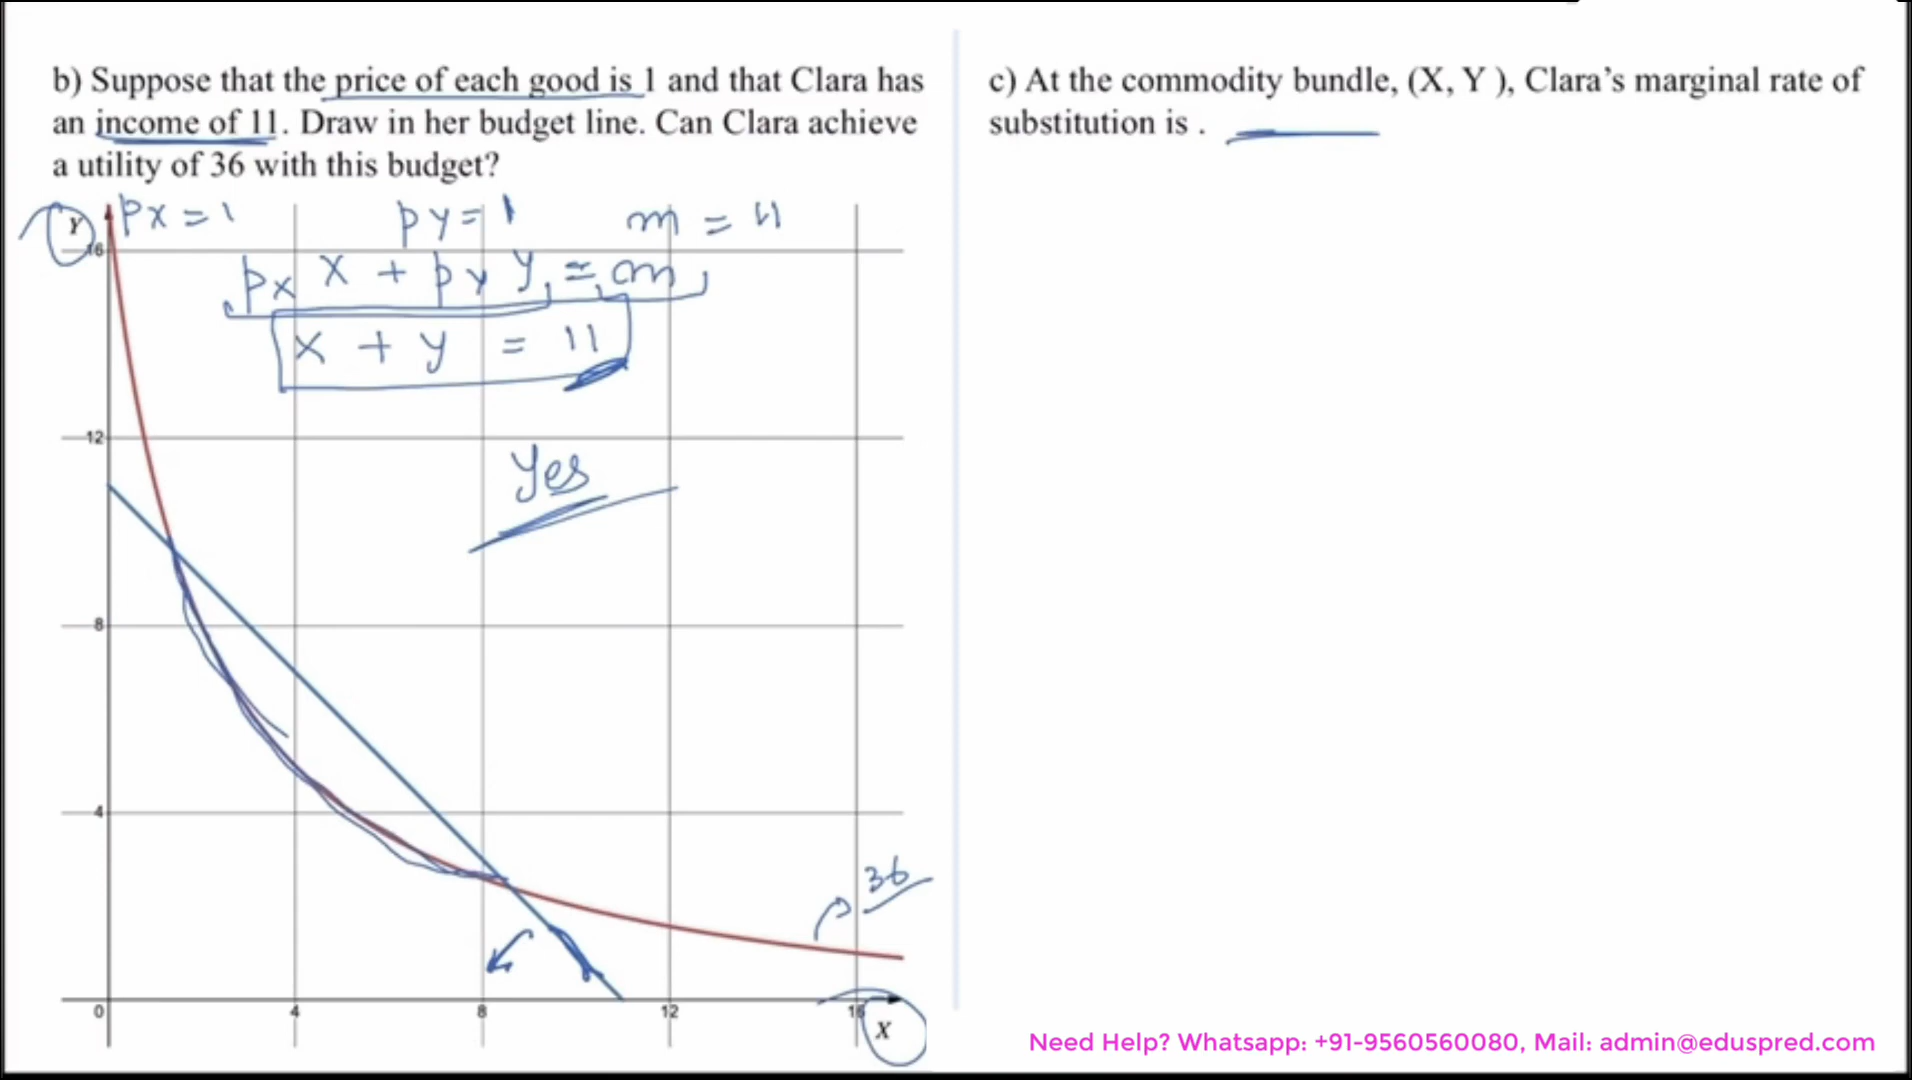 b) Suppose that the price of each good is 1 and that Clara has
an income of 11. Draw in her budget line. Can Clara achieve
a utility of 36 with this budget?
Px = 1 Py = 1 m = 11
Y
16
Px X + Py Y = m
X + y = 11
12
Yes
8
4
36
0 4 8 12 16
X
c) At the commodity bundle, (X, Y ), Clara’s marginal rate of
substitution is .
Need Help? Whatsapp: +91-9560560080, Mail: admin@eduspred.com